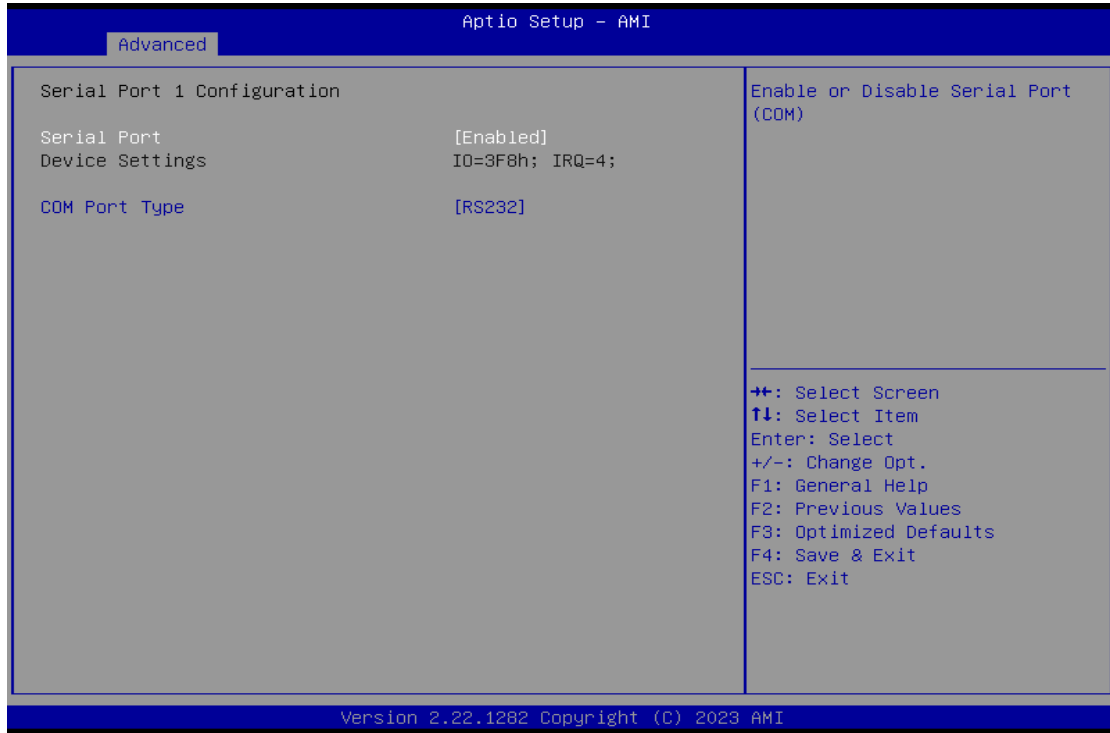 Aptio Setup – AMI
Advanced
Serial Port 1 Configuration
Serial Port [Enabled]
Device Settings IO=3F8h; IRQ=4;
COM Port Type [RS232]
Enable or Disable Serial Port
(COM)
→←: Select Screen
↑↓: Select Item
Enter: Select
+/-: Change Opt.
F1: General Help
F2: Previous Values
F3: Optimized Defaults
F4: Save & Exit
ESC: Exit
Version 2.22.1282 Copyright (C) 2023 AMI